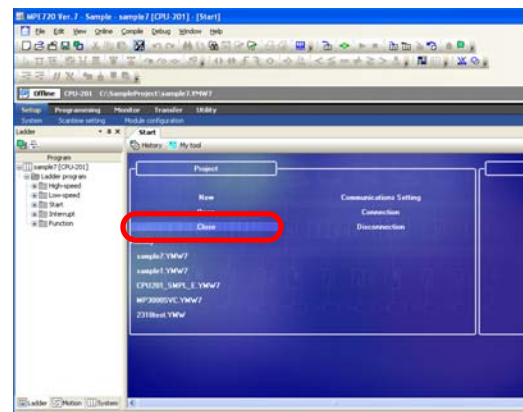 MPE720 Ver. 7 - Sample - sample7 [CPU-201] - [Start]
File Edit View Online Compile Debug Window Help
Offline CPU-201 C:\SampleProject\sample7.YMW7
Setup Programming Monitor Transfer Utility
System Scantime setting Module configuration
Ladder Start
History My tool
Program
sample7 [CPU-201]
Ladder program
High-speed
Low-speed
Start
Interrupt
Function
Project
New Communications Setting
Connection
Close Disconnection
sample7.YMW7
sample1.YMW7
CPU201_SMPL_E.YMW7
MP3000SVC.YMW7
2310test.YMW
Ladder Motion System